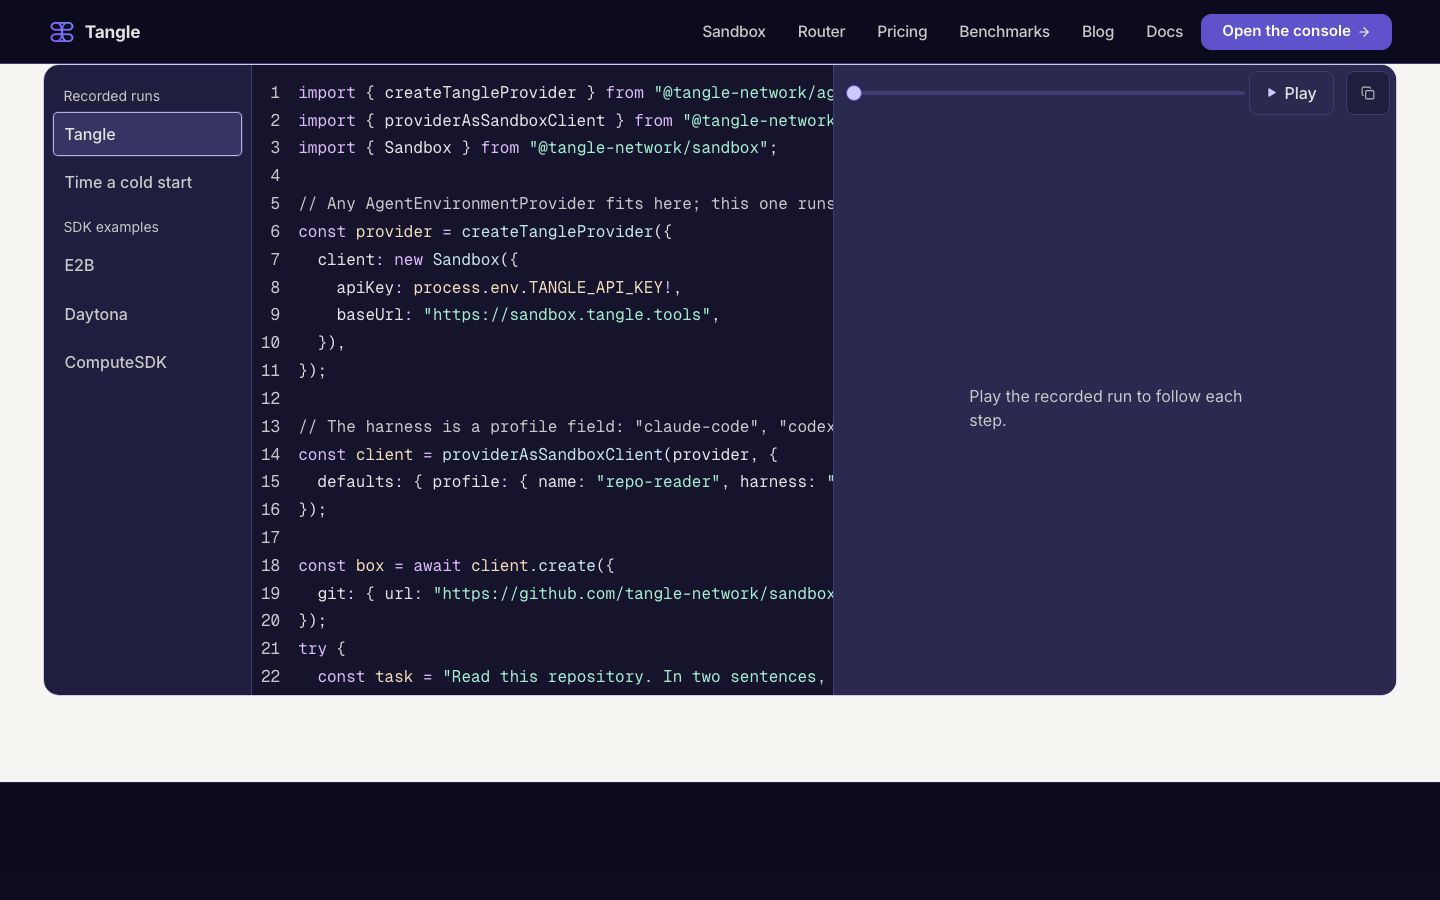 Tangle
Sandbox
Router
Pricing
Benchmarks
Blog
Docs
Open the console →
Recorded runs
Tangle
Time a cold start
SDK examples
E2B
Daytona
ComputeSDK
1 import { createTangleProvider } from "@tangle-network/ag
2 import { providerAsSandboxClient } from "@tangle-network
3 import { Sandbox } from "@tangle-network/sandbox";
4
5 // Any AgentEnvironmentProvider fits here; this one runs
6 const provider = createTangleProvider({
7   client: new Sandbox({
8     apiKey: process.env.TANGLE_API_KEY!,
9     baseUrl: "https://sandbox.tangle.tools",
10   }),
11 });
12
13 // The harness is a profile field: "claude-code", "codex
14 const client = providerAsSandboxClient(provider, {
15   defaults: { profile: { name: "repo-reader", harness: "
16 });
17
18 const box = await client.create({
19   git: { url: "https://github.com/tangle-network/sandbox
20 });
21 try {
22   const task = "Read this repository. In two sentences,
Play
Play the recorded run to follow each
step.